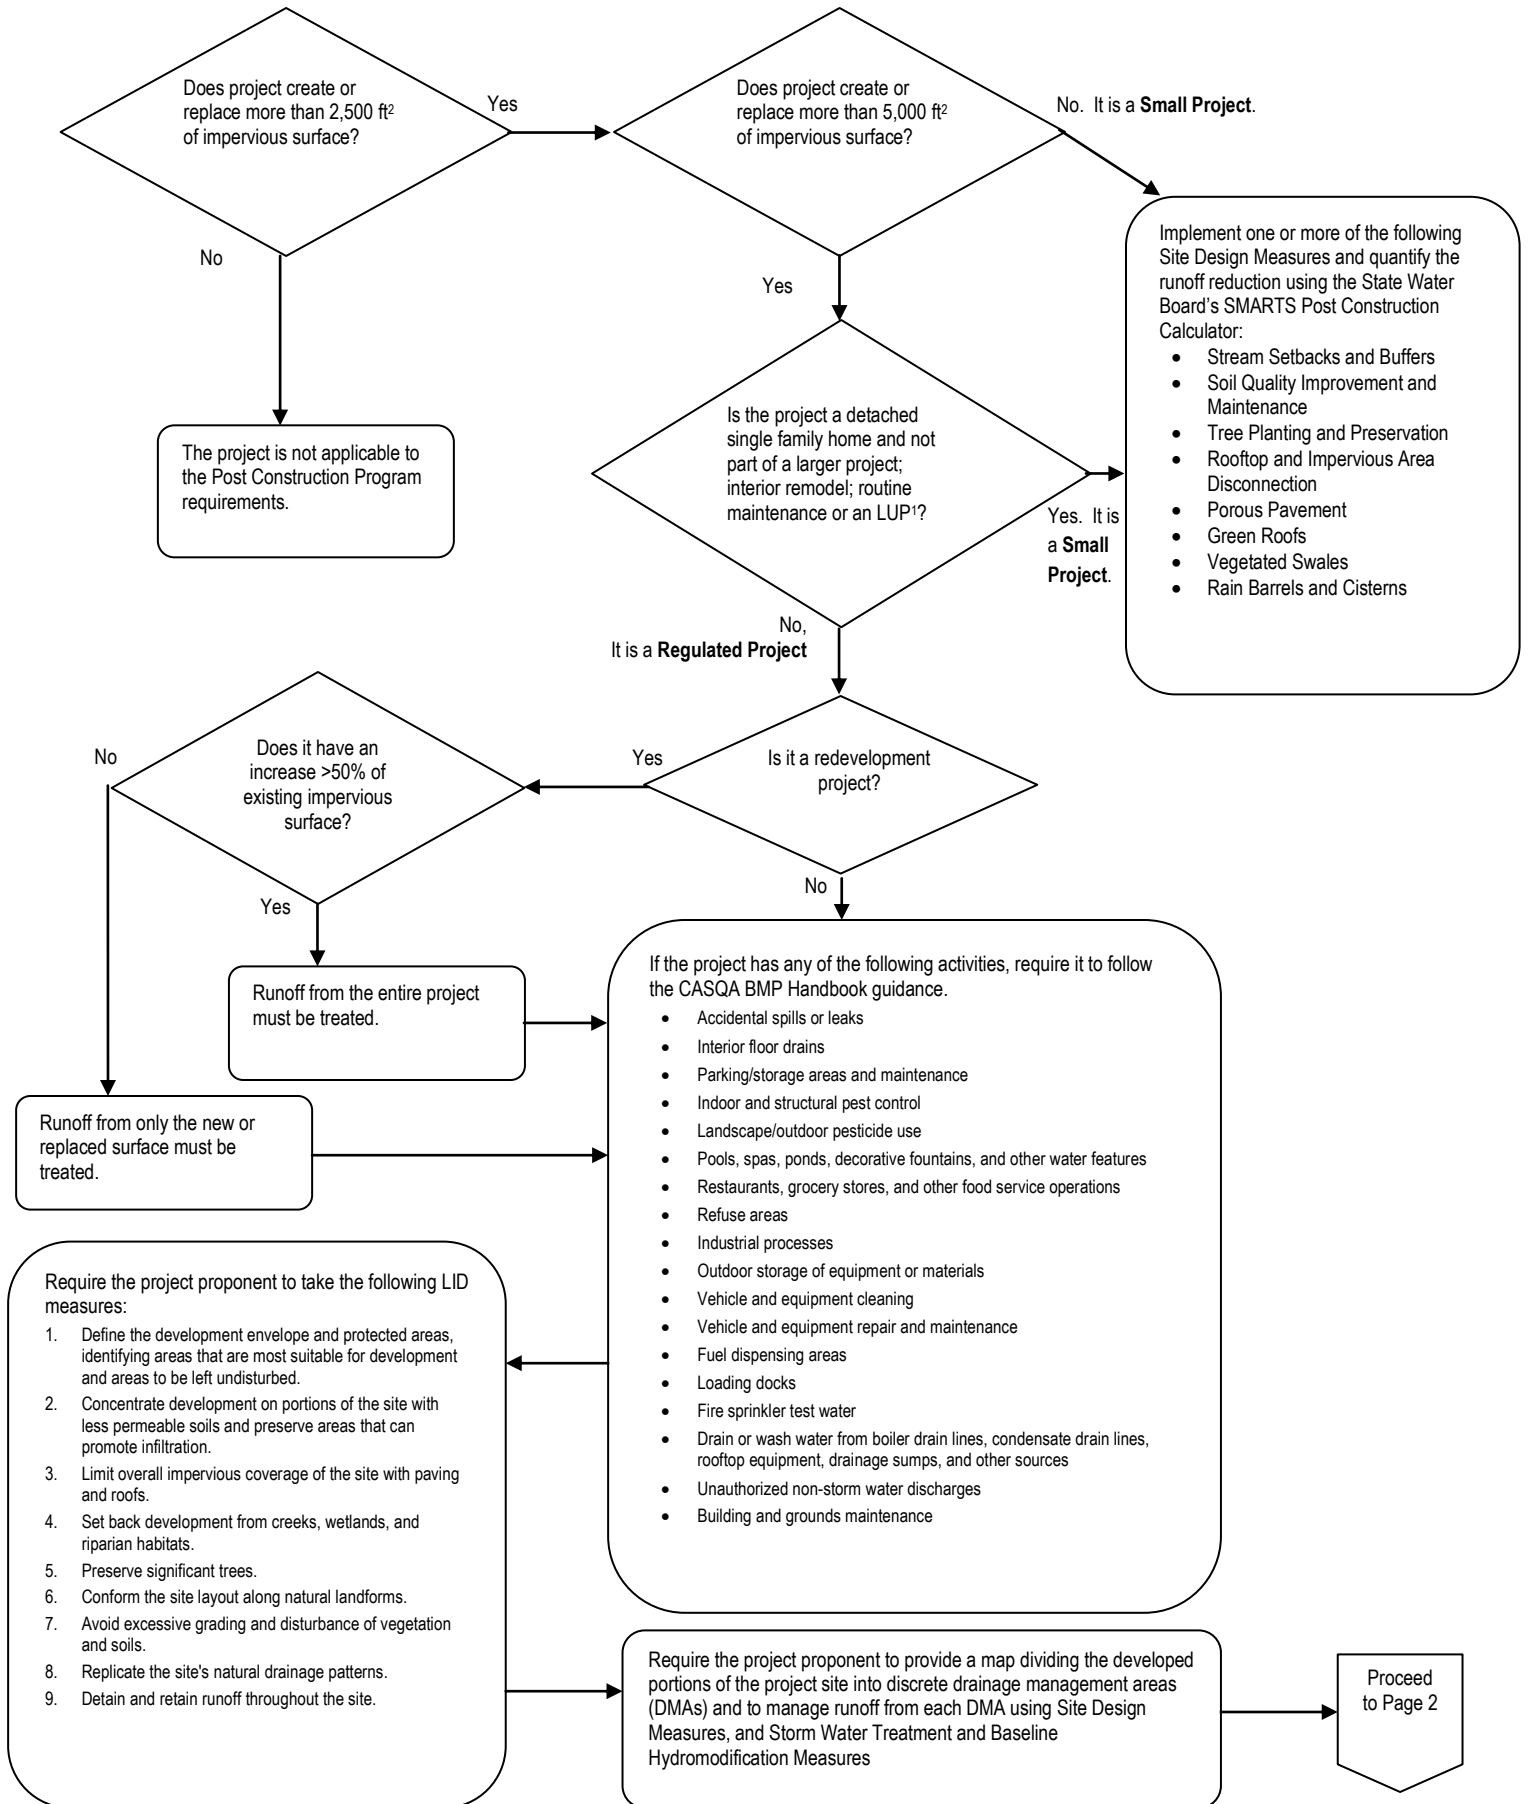 Does project create or
replace more than 2,500 ft²
of impervious surface?
Yes
Does project create or
replace more than 5,000 ft²
of impervious surface?
No. It is a Small Project.
No
Yes
Implement one or more of the following
Site Design Measures and quantify the
runoff reduction using the State Water
Board’s SMARTS Post Construction
Calculator:
• Stream Setbacks and Buffers
• Soil Quality Improvement and
Maintenance
• Tree Planting and Preservation
• Rooftop and Impervious Area
Disconnection
• Porous Pavement
• Green Roofs
• Vegetated Swales
• Rain Barrels and Cisterns
The project is not applicable to
the Post Construction Program
requirements.
Is the project a detached
single family home and not
part of a larger project;
interior remodel; routine
maintenance or an LUP¹?
Yes. It is
a Small
Project.
No,
It is a Regulated Project
Is it a redevelopment
project?
Yes
Does it have an
increase >50% of
existing impervious
surface?
No
Yes
No
Runoff from the entire project
must be treated.
Runoff from only the new or
replaced surface must be
treated.
If the project has any of the following activities, require it to follow
the CASQA BMP Handbook guidance.
• Accidental spills or leaks
• Interior floor drains
• Parking/storage areas and maintenance
• Indoor and structural pest control
• Landscape/outdoor pesticide use
• Pools, spas, ponds, decorative fountains, and other water features
• Restaurants, grocery stores, and other food service operations
• Refuse areas
• Industrial processes
• Outdoor storage of equipment or materials
• Vehicle and equipment cleaning
• Vehicle and equipment repair and maintenance
• Fuel dispensing areas
• Loading docks
• Fire sprinkler test water
• Drain or wash water from boiler drain lines, condensate drain lines,
rooftop equipment, drainage sumps, and other sources
• Unauthorized non-storm water discharges
• Building and grounds maintenance
Require the project proponent to take the following LID
measures:
1. Define the development envelope and protected areas,
identifying areas that are most suitable for development
and areas to be left undisturbed.
2. Concentrate development on portions of the site with
less permeable soils and preserve areas that can
promote infiltration.
3. Limit overall impervious coverage of the site with paving
and roofs.
4. Set back development from creeks, wetlands, and
riparian habitats.
5. Preserve significant trees.
6. Conform the site layout along natural landforms.
7. Avoid excessive grading and disturbance of vegetation
and soils.
8. Replicate the site's natural drainage patterns.
9. Detain and retain runoff throughout the site.
Require the project proponent to provide a map dividing the developed
portions of the project site into discrete drainage management areas
(DMAs) and to manage runoff from each DMA using Site Design
Measures, and Storm Water Treatment and Baseline
Hydromodification Measures
Proceed
to Page 2